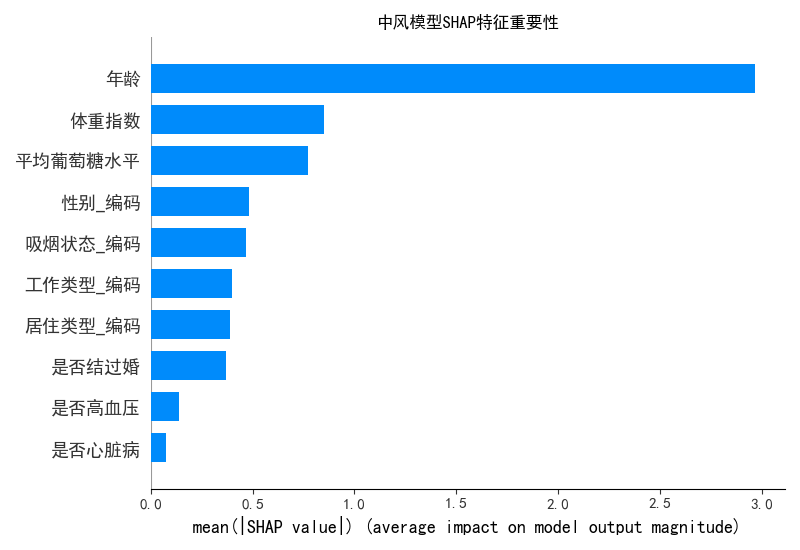 中风模型SHAP特征重要性
年龄
体重指数
平均葡萄糖水平
性别_编码
吸烟状态_编码
工作类型_编码
居住类型_编码
是否结过婚
是否高血压
是否心脏病
0.0 0.5 1.0 1.5 2.0 2.5 3.0
mean(|SHAP value|) (average impact on model output magnitude)